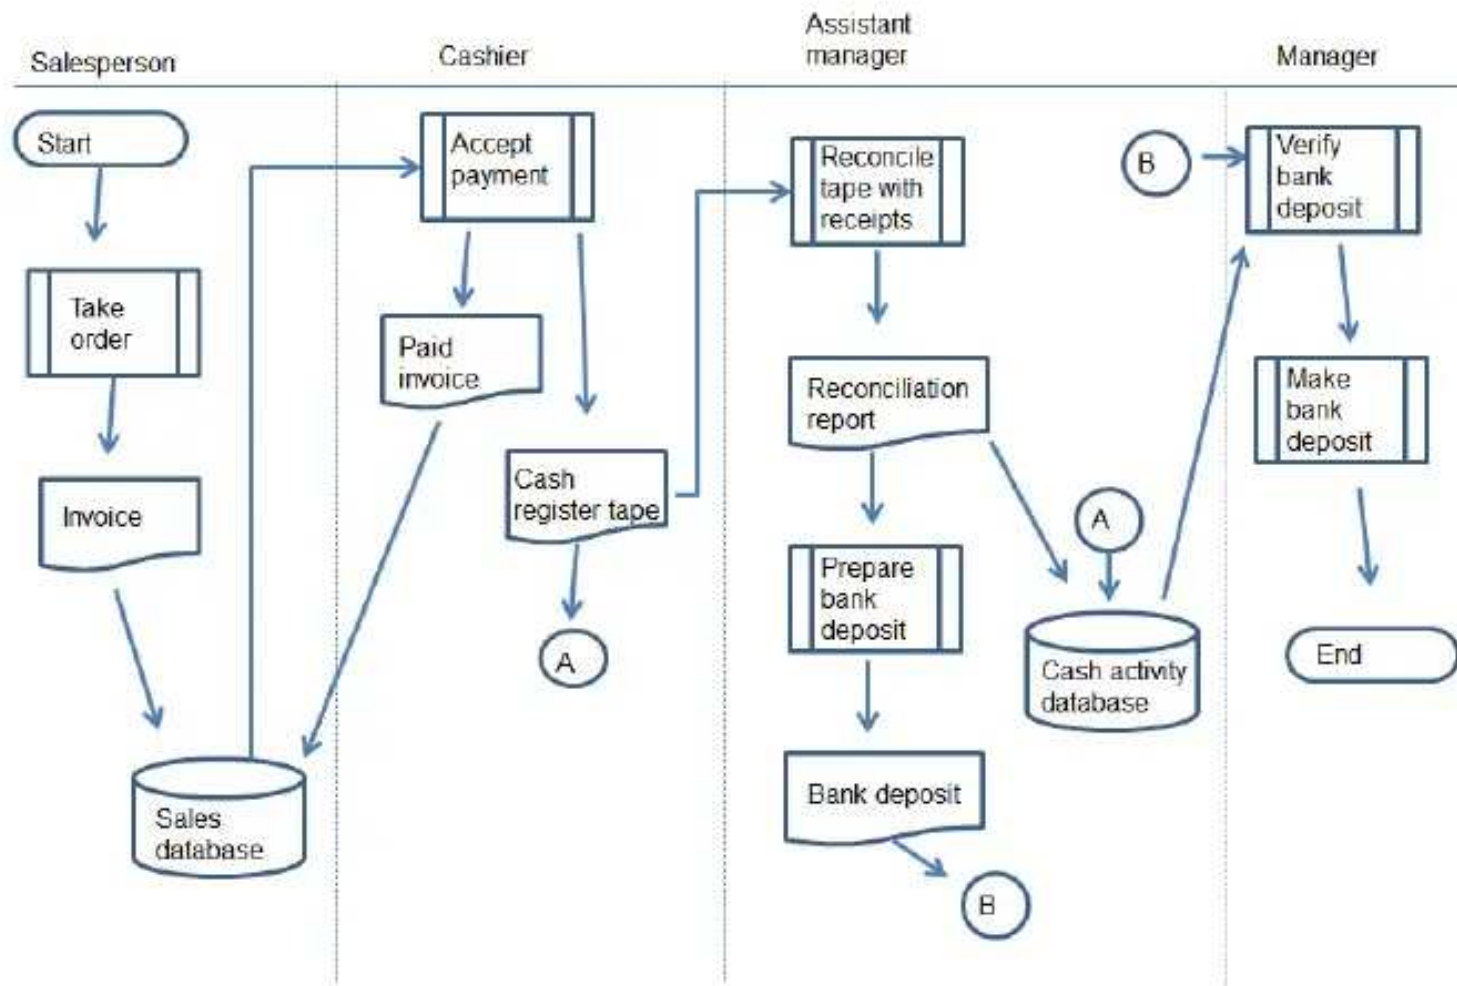 Salesperson
Cashier
Assistant
manager
Manager
Start
Take
order
Invoice
Sales
database
Accept
payment
Paid
invoice
Cash
register tape
A
Reconcile
tape with
receipts
Reconciliation
report
Prepare
bank
deposit
Bank deposit
B
A
Cash activity
database
B
Verify
bank
deposit
Make
bank
deposit
End